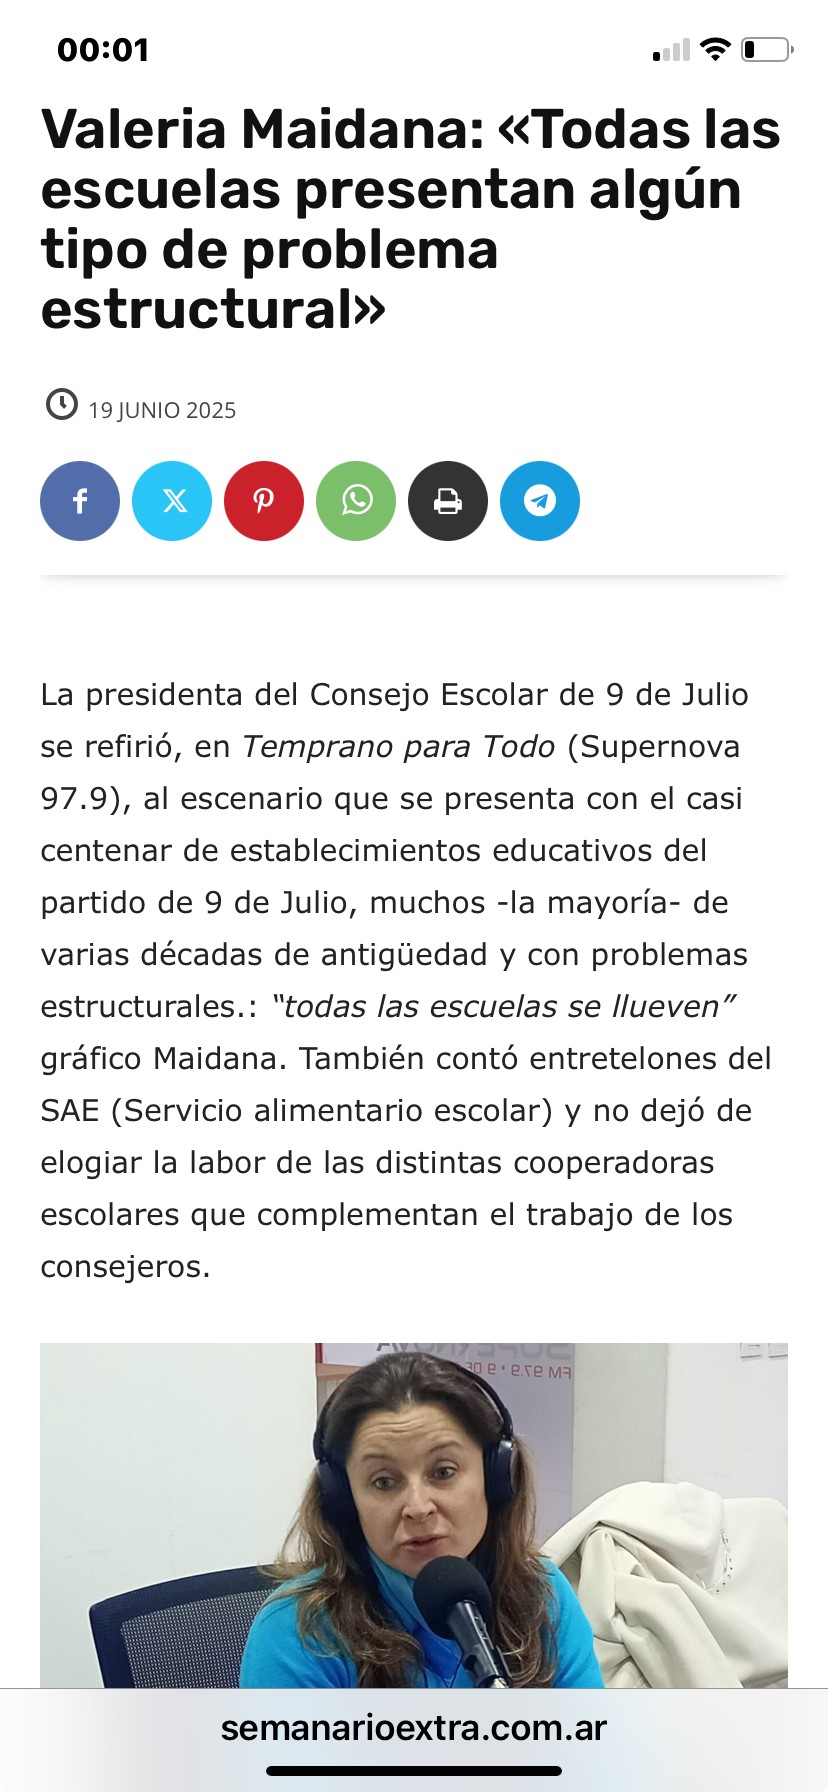 00:01
Valeria Maidana: «Todas las
escuelas presentan algún
tipo de problema
estructural»
19 JUNIO 2025
La presidenta del Consejo Escolar de 9 de Julio
se refirió, en Temprano para Todo (Supernova
97.9), al escenario que se presenta con el casi
centenar de establecimientos educativos del
partido de 9 de Julio, muchos -la mayoría- de
varias décadas de antigüedad y con problemas
estructurales.: “todas las escuelas se llueven”
gráfico Maidana. También contó entretelones del
SAE (Servicio alimentario escolar) y no dejó de
elogiar la labor de las distintas cooperadoras
escolares que complementan el trabajo de los
consejeros.
FM 97.9 • 9 DE
semanarioextra.com.ar